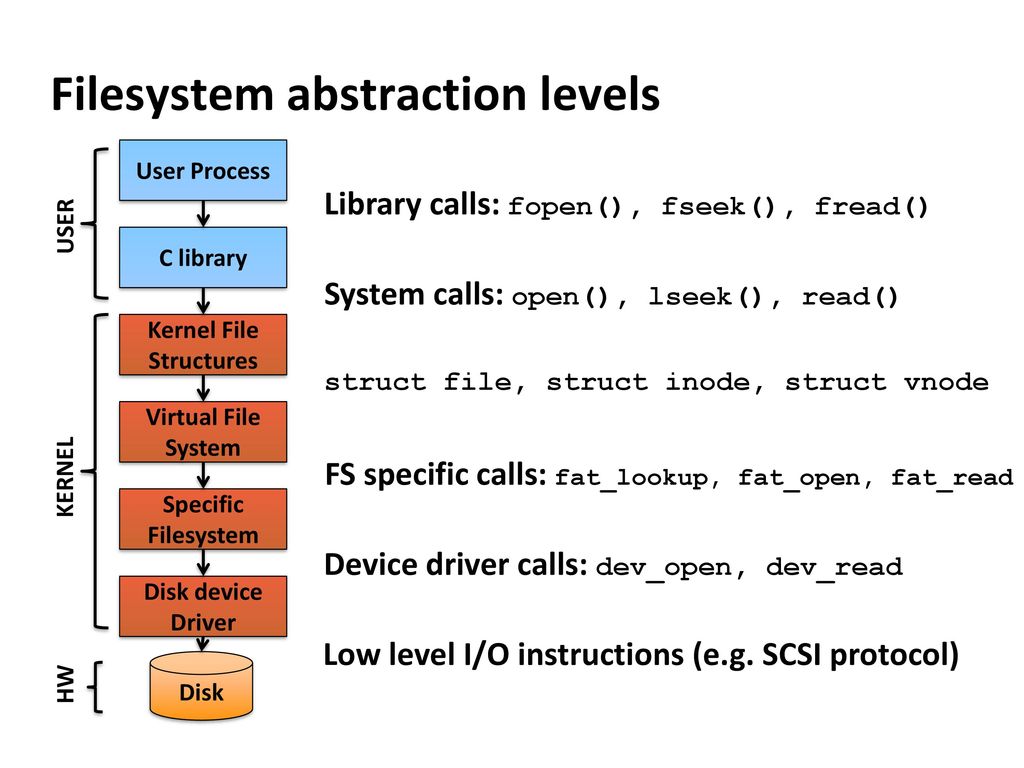 Filesystem abstraction levels
USER
User Process
Library calls: fopen(), fseek(), fread()
C library
System calls: open(), lseek(), read()
KERNEL
Kernel File
Structures
struct file, struct inode, struct vnode
Virtual File
System
FS specific calls: fat_lookup, fat_open, fat_read
Specific
Filesystem
Device driver calls: dev_open, dev_read
Disk device
Driver
Low level I/O instructions (e.g. SCSI protocol)
HW
Disk